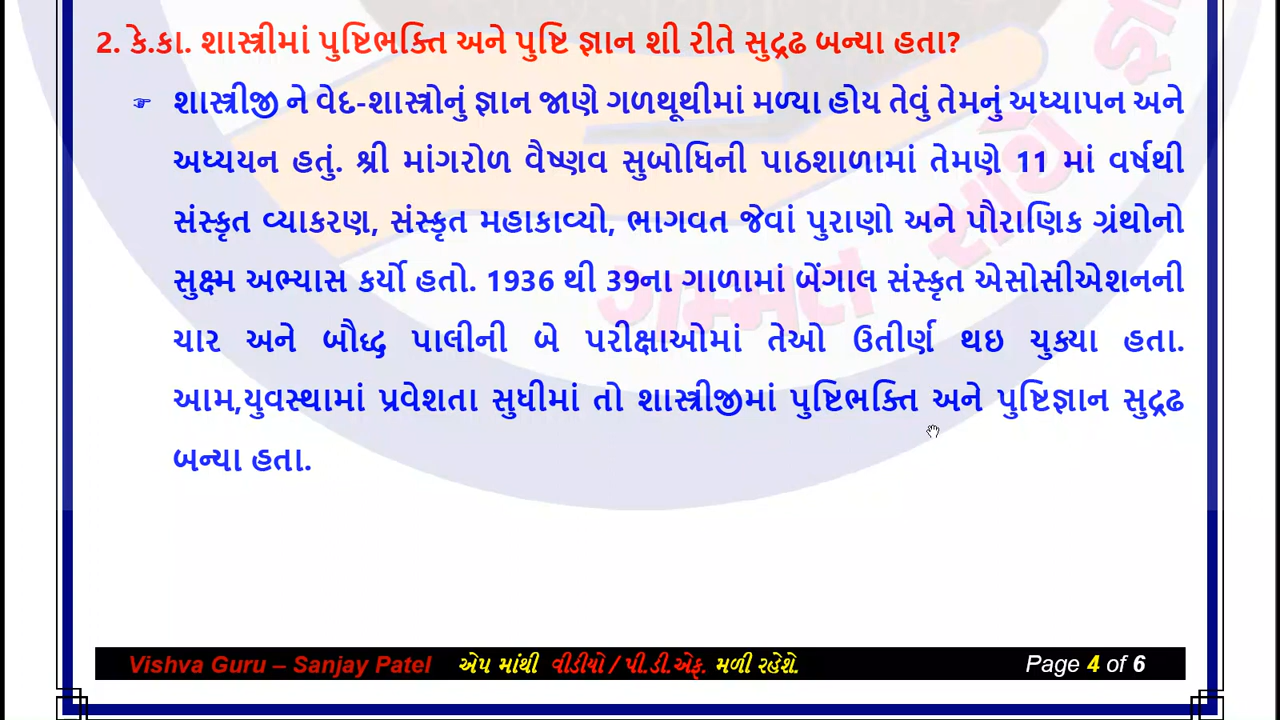 2. કે.કા. શાસ્ત્રીમાં પુષ્ટિભક્તિ અને પુષ્ટિ જ્ઞાન શી રીતે સુદ્રઢ બન્યા હતા?
☞ શાસ્ત્રીજી ને વેદ-શાસ્ત્રોનું જ્ઞાન જાણે ગળથૂથીમાં મળ્યા હોય તેવું તેમનું અધ્યાપન અને
અધ્યયન હતું. શ્રી માંગરોળ વૈષ્ણવ સુબોધિની પાઠશાળામાં તેમણે 11 માં વર્ષથી
સંસ્કૃત વ્યાકરણ, સંસ્કૃત મહાકાવ્યો, ભાગવત જેવાં પુરાણો અને પૌરાણિક ગ્રંથોનો
સુક્ષ્મ અભ્યાસ કર્યો હતો. 1936 થી 39ના ગાળામાં બેંગાલ સંસ્કૃત એસોસીએશનની
ચાર અને બૌદ્ધ પાલીની બે પરીક્ષાઓમાં તેઓ ઉતીર્ણ થઇ ચુક્યા હતા.
આમ,યુવસ્થામાં પ્રવેશતા સુધીમાં તો શાસ્ત્રીજીમાં પુષ્ટિભક્તિ અને પુષ્ટિજ્ઞાન સુદ્રઢ
બન્યા હતા.
ગમ્મત સાથે
Vishva Guru – Sanjay Patel એપ માંથી વીડીયો / પી.ડી.એફ. મળી રહેશે. Page 4 of 6